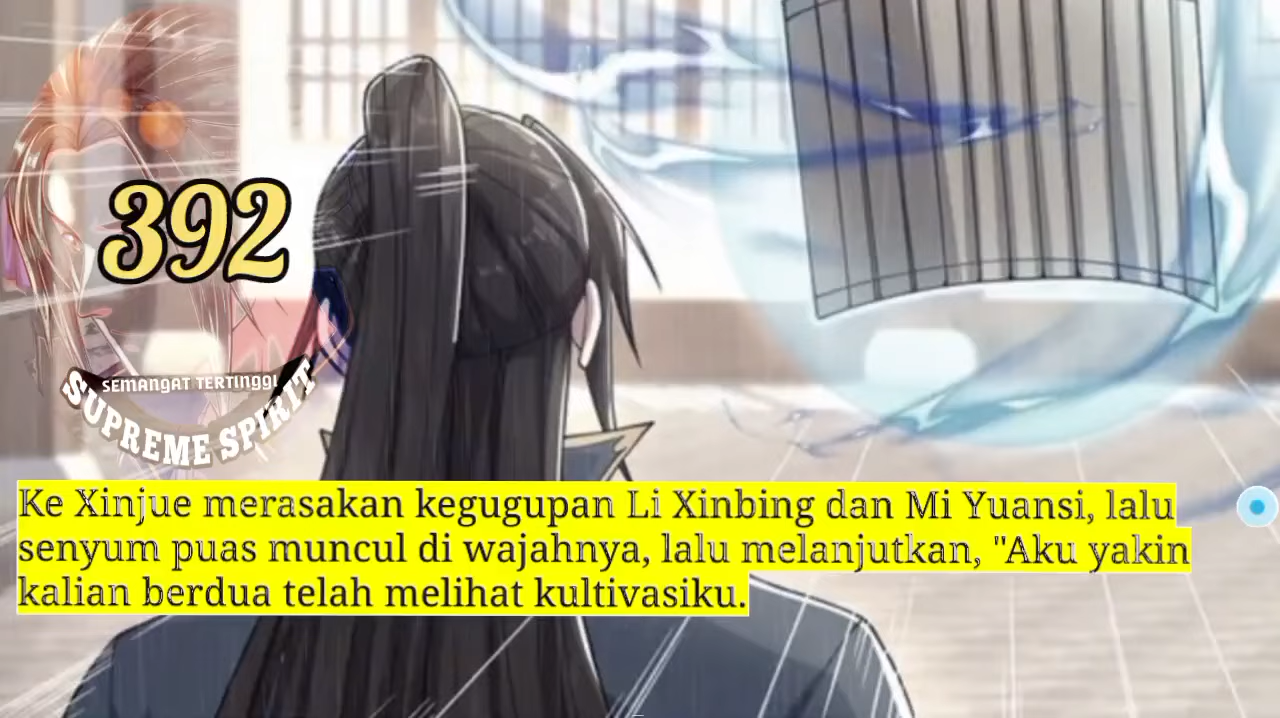 392
SEMANGAT TERTINGGI
SUPREME SPIRIT
Ke Xinjue merasakan kegugupan Li Xinbing dan Mi Yuansi, lalu
senyum puas muncul di wajahnya, lalu melanjutkan, "Aku yakin
kalian berdua telah melihat kultivasiku.